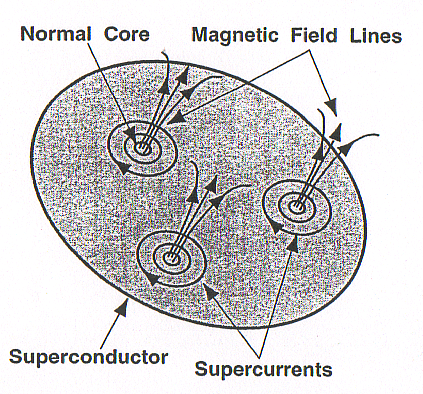 Normal Core
Magnetic Field Lines
Superconductor
Supercurrents